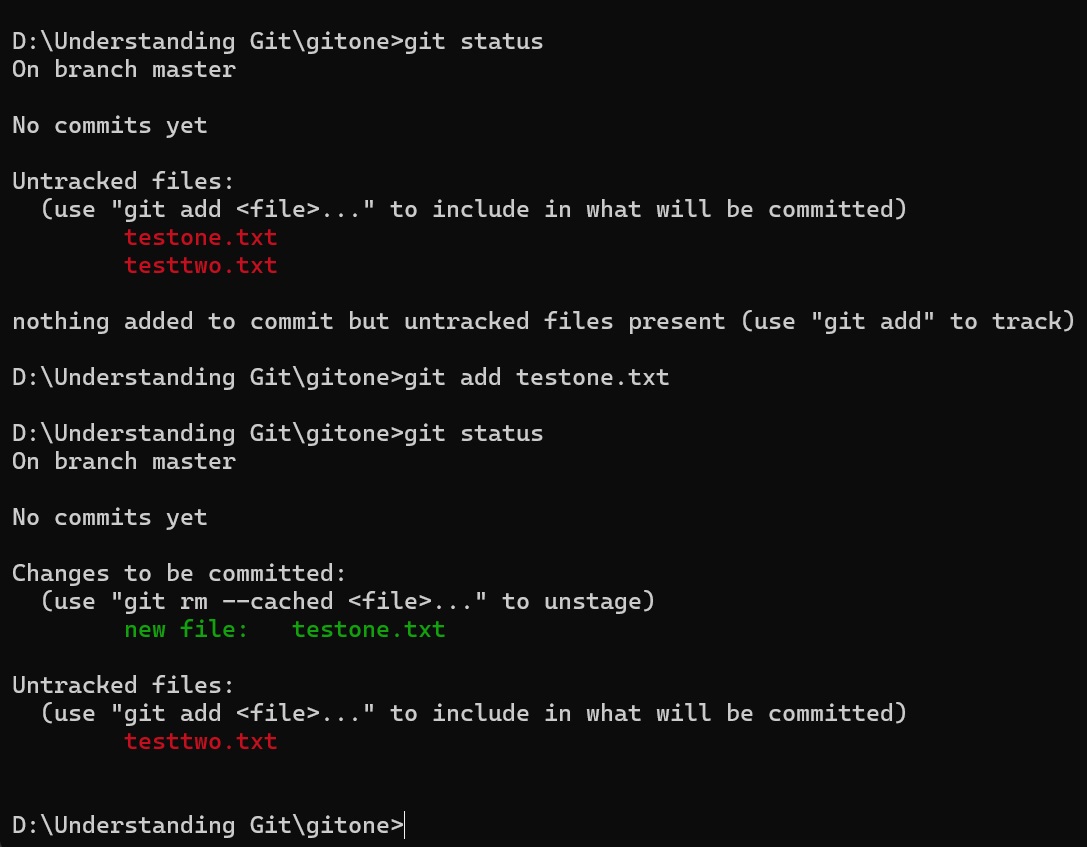 D:\Understanding Git\gitone>git status
On branch master
No commits yet
Untracked files:
  (use "git add <file>..." to include in what will be committed)
        testone.txt
        testtwo.txt
nothing added to commit but untracked files present (use "git add" to track)
D:\Understanding Git\gitone>git add testone.txt
D:\Understanding Git\gitone>git status
On branch master
No commits yet
Changes to be committed:
  (use "git rm --cached <file>..." to unstage)
        new file:   testone.txt
Untracked files:
  (use "git add <file>..." to include in what will be committed)
        testtwo.txt
D:\Understanding Git\gitone>